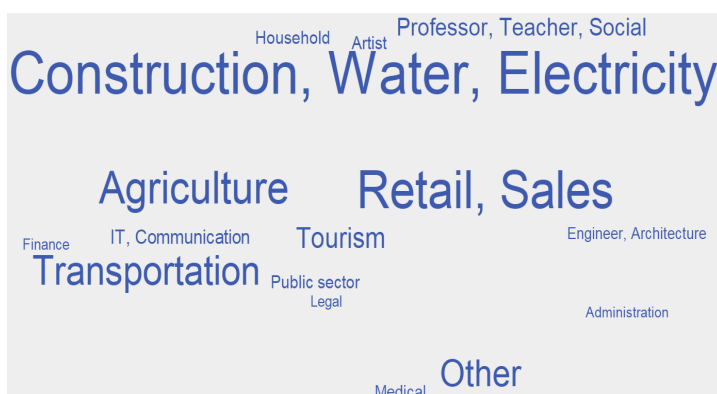 Professor, Teacher, Social
Household
Artist
Construction, Water, Electricity
Agriculture
Retail, Sales
IT, Communication
Tourism
Engineer, Architecture
Finance
Transportation
Public sector
Legal
Administration
Other
Medical